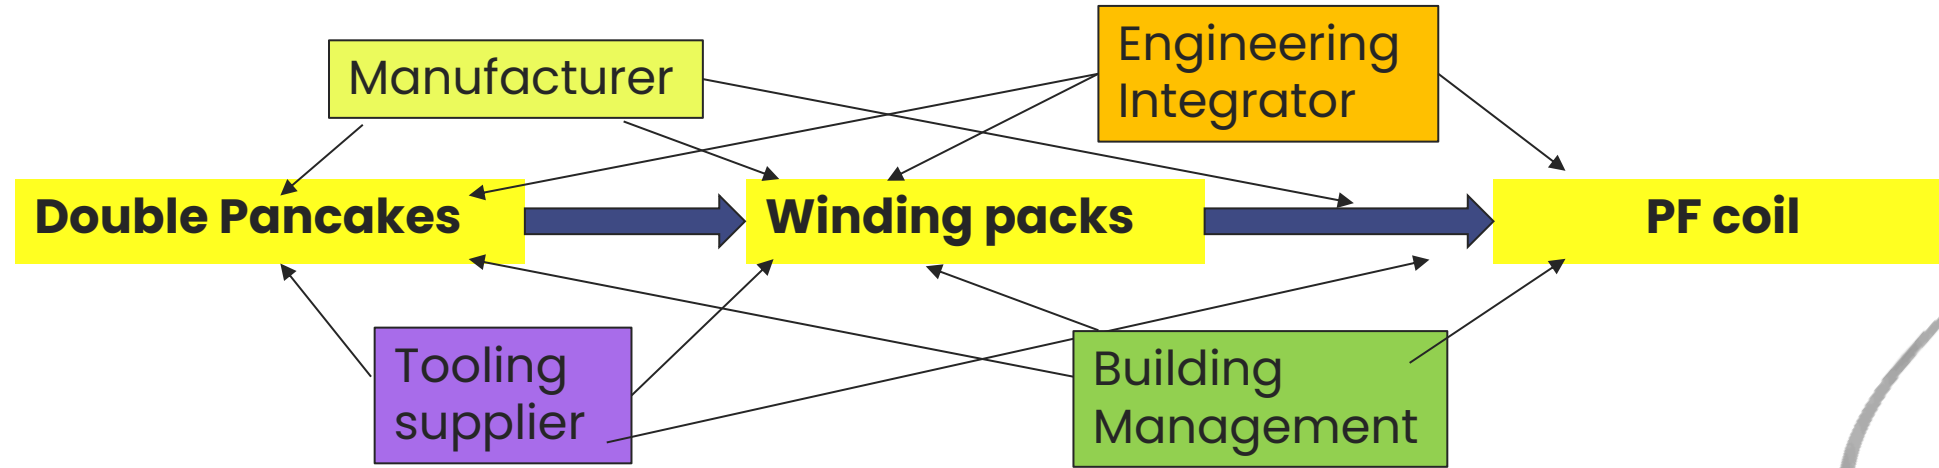 Engineering
Integrator
Manufacturer
Double Pancakes
Winding packs
PF coil
Tooling
supplier
Building
Management